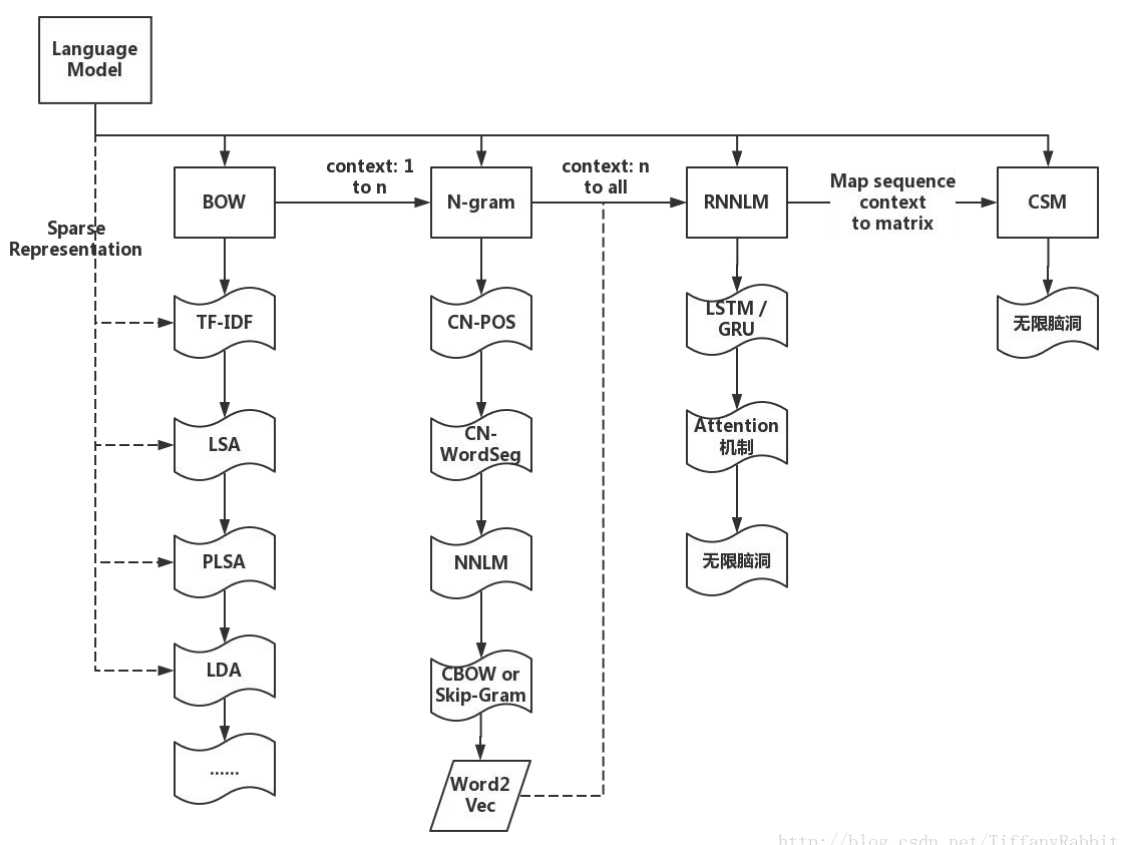 Language
Model
context: 1
to n
context: n
to all
Map sequence
context
to matrix
BOW
N-gram
RNNLM
CSM
Sparse
Representation
TF-IDF
CN-POS
LSTM /
GRU
无限脑洞
LSA
CN-
WordSeg
Attention
机制
PLSA
NNLM
无限脑洞
LDA
CBOW or
Skip-Gram
......
Word2
Vec
http://blog.csdn.net/TiffanyRabbit